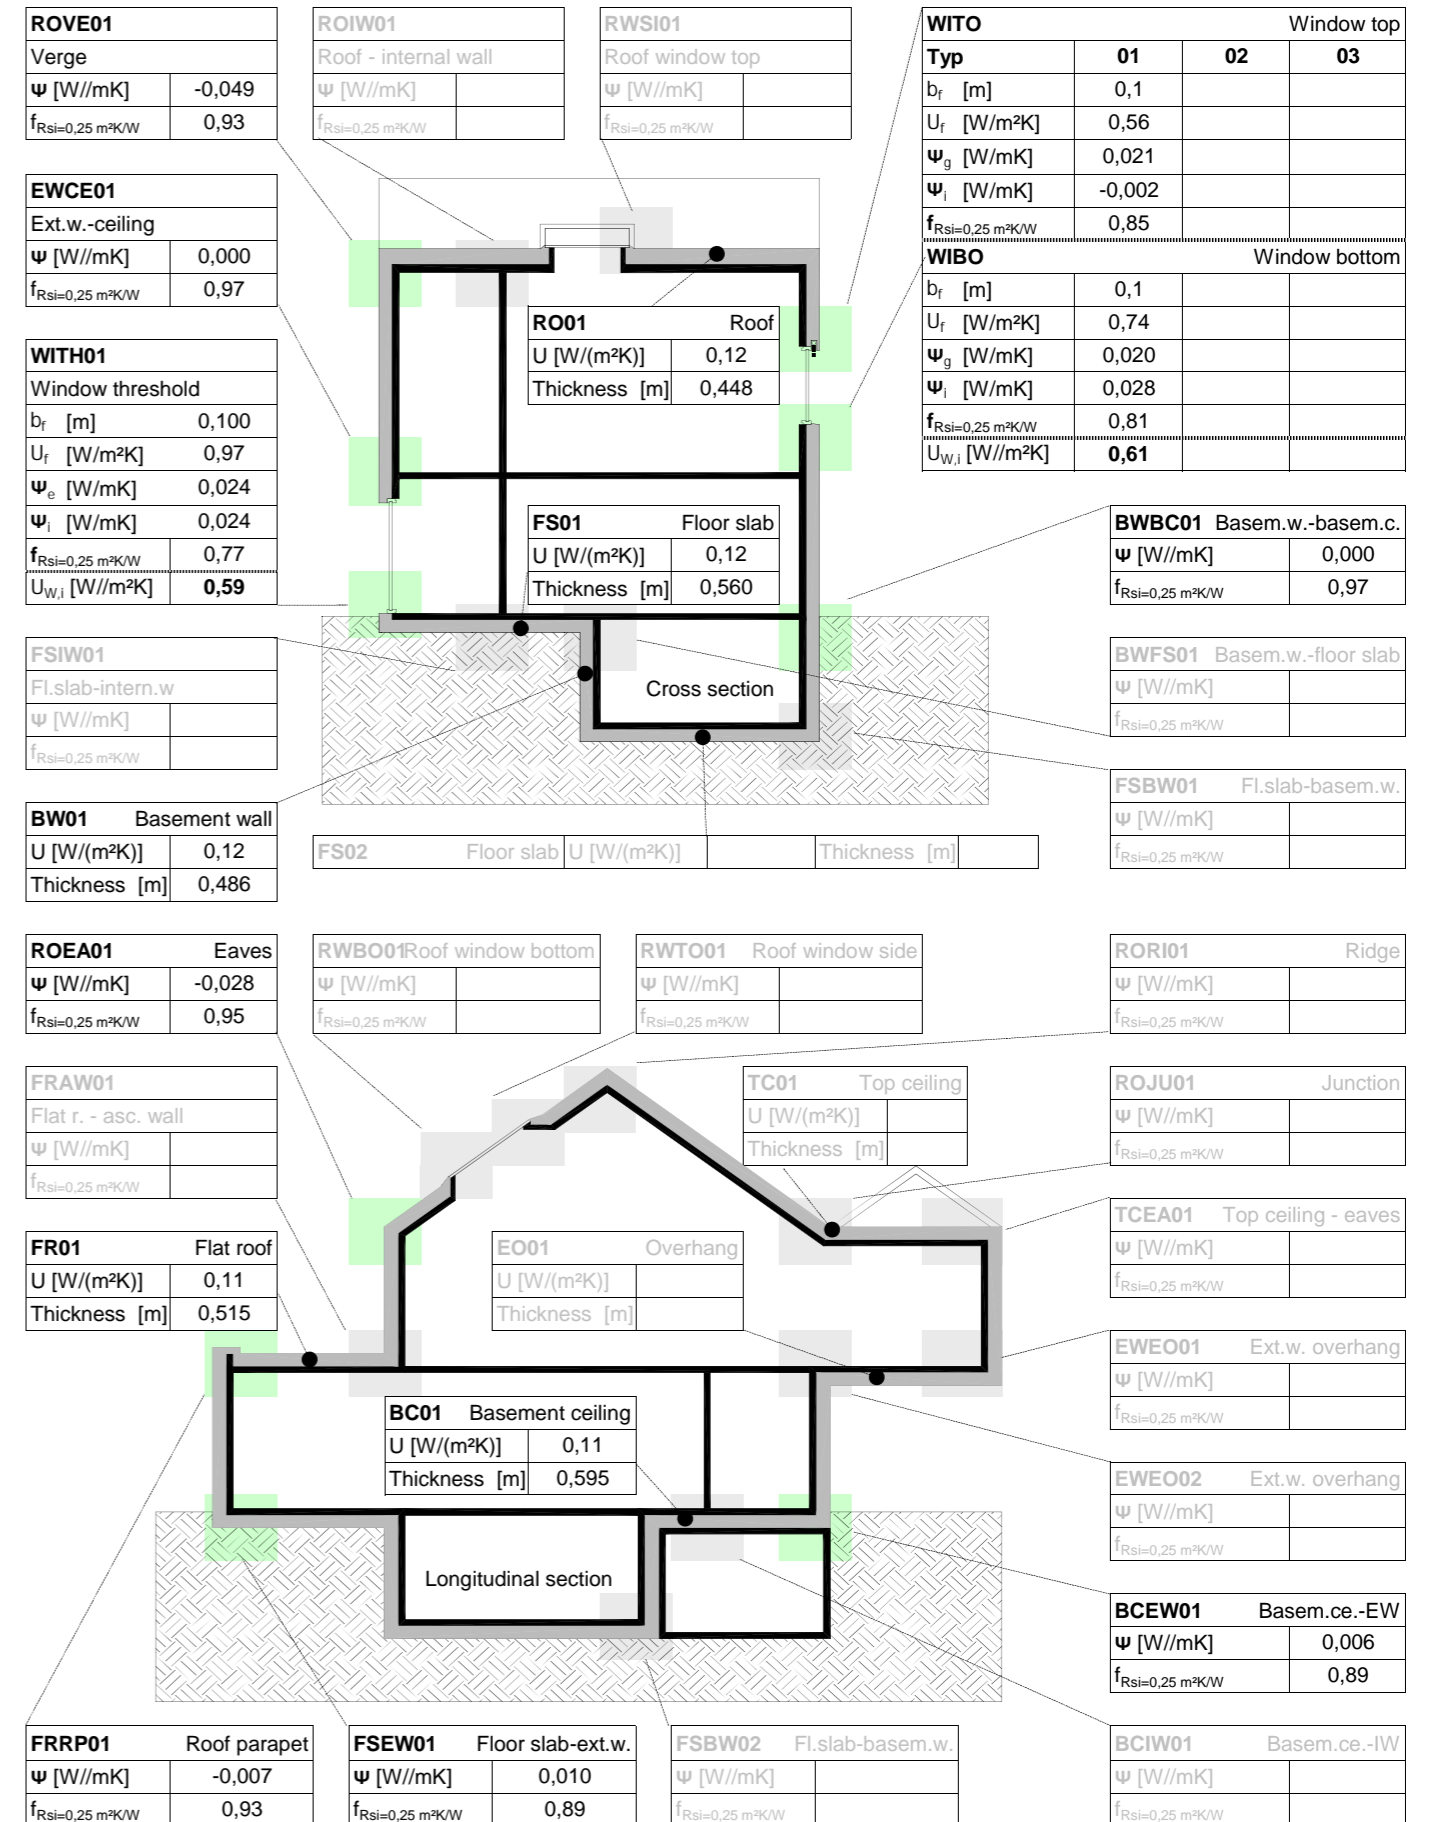 ROVE01
Verge
Ψ [W//mK] -0,049
fRsi=0,25 m²K/W 0,93
ROIW01
Roof - internal wall
Ψ [W//mK]
fRsi=0,25 m²K/W
RWSI01
Roof window top
Ψ [W//mK]
fRsi=0,25 m²K/W
WITO Window top
Typ 01 02 03
bf [m] 0,1
Uf [W/m²K] 0,56
Ψg [W/mK] 0,021
Ψi [W/mK] -0,002
fRsi=0,25 m²K/W 0,85
WIBO Window bottom
bf [m] 0,1
Uf [W/m²K] 0,74
Ψg [W/mK] 0,020
Ψi [W/mK] 0,028
fRsi=0,25 m²K/W 0,81
UW,i [W//m²K] 0,61
EWCE01
Ext.w.-ceiling
Ψ [W//mK] 0,000
fRsi=0,25 m²K/W 0,97
RO01 Roof
U [W/(m²K)] 0,12
Thickness [m] 0,448
WITH01
Window threshold
bf [m] 0,100
Uf [W/m²K] 0,97
Ψe [W/mK] 0,024
Ψi [W/mK] 0,024
fRsi=0,25 m²K/W 0,77
UW,i [W//m²K] 0,59
FS01 Floor slab
U [W/(m²K)] 0,12
Thickness [m] 0,560
BWBC01 Basem.w.-basem.c.
Ψ [W//mK] 0,000
fRsi=0,25 m²K/W 0,97
FSIW01
Fl.slab-intern.w
Ψ [W//mK]
fRsi=0,25 m²K/W
Cross section
BWFS01 Basem.w.-floor slab
Ψ [W//mK]
fRsi=0,25 m²K/W
FSBW01 Fl.slab-basem.w.
Ψ [W//mK]
fRsi=0,25 m²K/W
BW01 Basement wall
U [W/(m²K)] 0,12
Thickness [m] 0,486
FS02 Floor slab U [W/(m²K)] Thickness [m]
ROEA01 Eaves
Ψ [W//mK] -0,028
fRsi=0,25 m²K/W 0,95
RWBO01Roof window bottom
Ψ [W//mK]
fRsi=0,25 m²K/W
RWTO01 Roof window side
Ψ [W//mK]
fRsi=0,25 m²K/W
RORI01 Ridge
Ψ [W//mK]
fRsi=0,25 m²K/W
FRAW01
Flat r. - asc. wall
Ψ [W//mK]
fRsi=0,25 m²K/W
TC01 Top ceiling
U [W/(m²K)]
Thickness [m]
ROJU01 Junction
Ψ [W//mK]
fRsi=0,25 m²K/W
TCEA01 Top ceiling - eaves
Ψ [W//mK]
fRsi=0,25 m²K/W
FR01 Flat roof
U [W/(m²K)] 0,11
Thickness [m] 0,515
EO01 Overhang
U [W/(m²K)]
Thickness [m]
EWEO01 Ext.w. overhang
Ψ [W//mK]
fRsi=0,25 m²K/W
BC01 Basement ceiling
U [W/(m²K)] 0,11
Thickness [m] 0,595
EWEO02 Ext.w. overhang
Ψ [W//mK]
fRsi=0,25 m²K/W
Longitudinal section
BCEW01 Basem.ce.-EW
Ψ [W//mK] 0,006
fRsi=0,25 m²K/W 0,89
FRRP01 Roof parapet
Ψ [W//mK] -0,007
fRsi=0,25 m²K/W 0,93
FSEW01 Floor slab-ext.w.
Ψ [W//mK] 0,010
fRsi=0,25 m²K/W 0,89
FSBW02 Fl.slab-basem.w.
Ψ [W//mK]
fRsi=0,25 m²K/W
BCIW01 Basem.ce.-IW
Ψ [W//mK]
fRsi=0,25 m²K/W